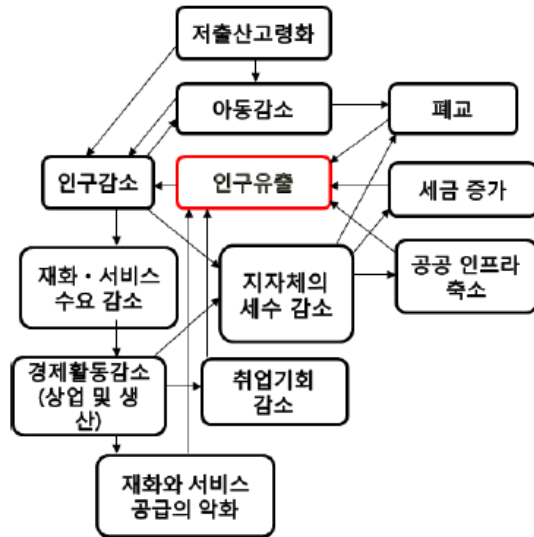 저출산고령화
아동감소
폐교
인구감소
인구유출
세금 증가
재화・서비스
수요 감소
지자체의
세수 감소
공공 인프라
축소
경제활동감소
(상업 및 생
산)
취업기회
감소
재화와 서비스
공급의 악화